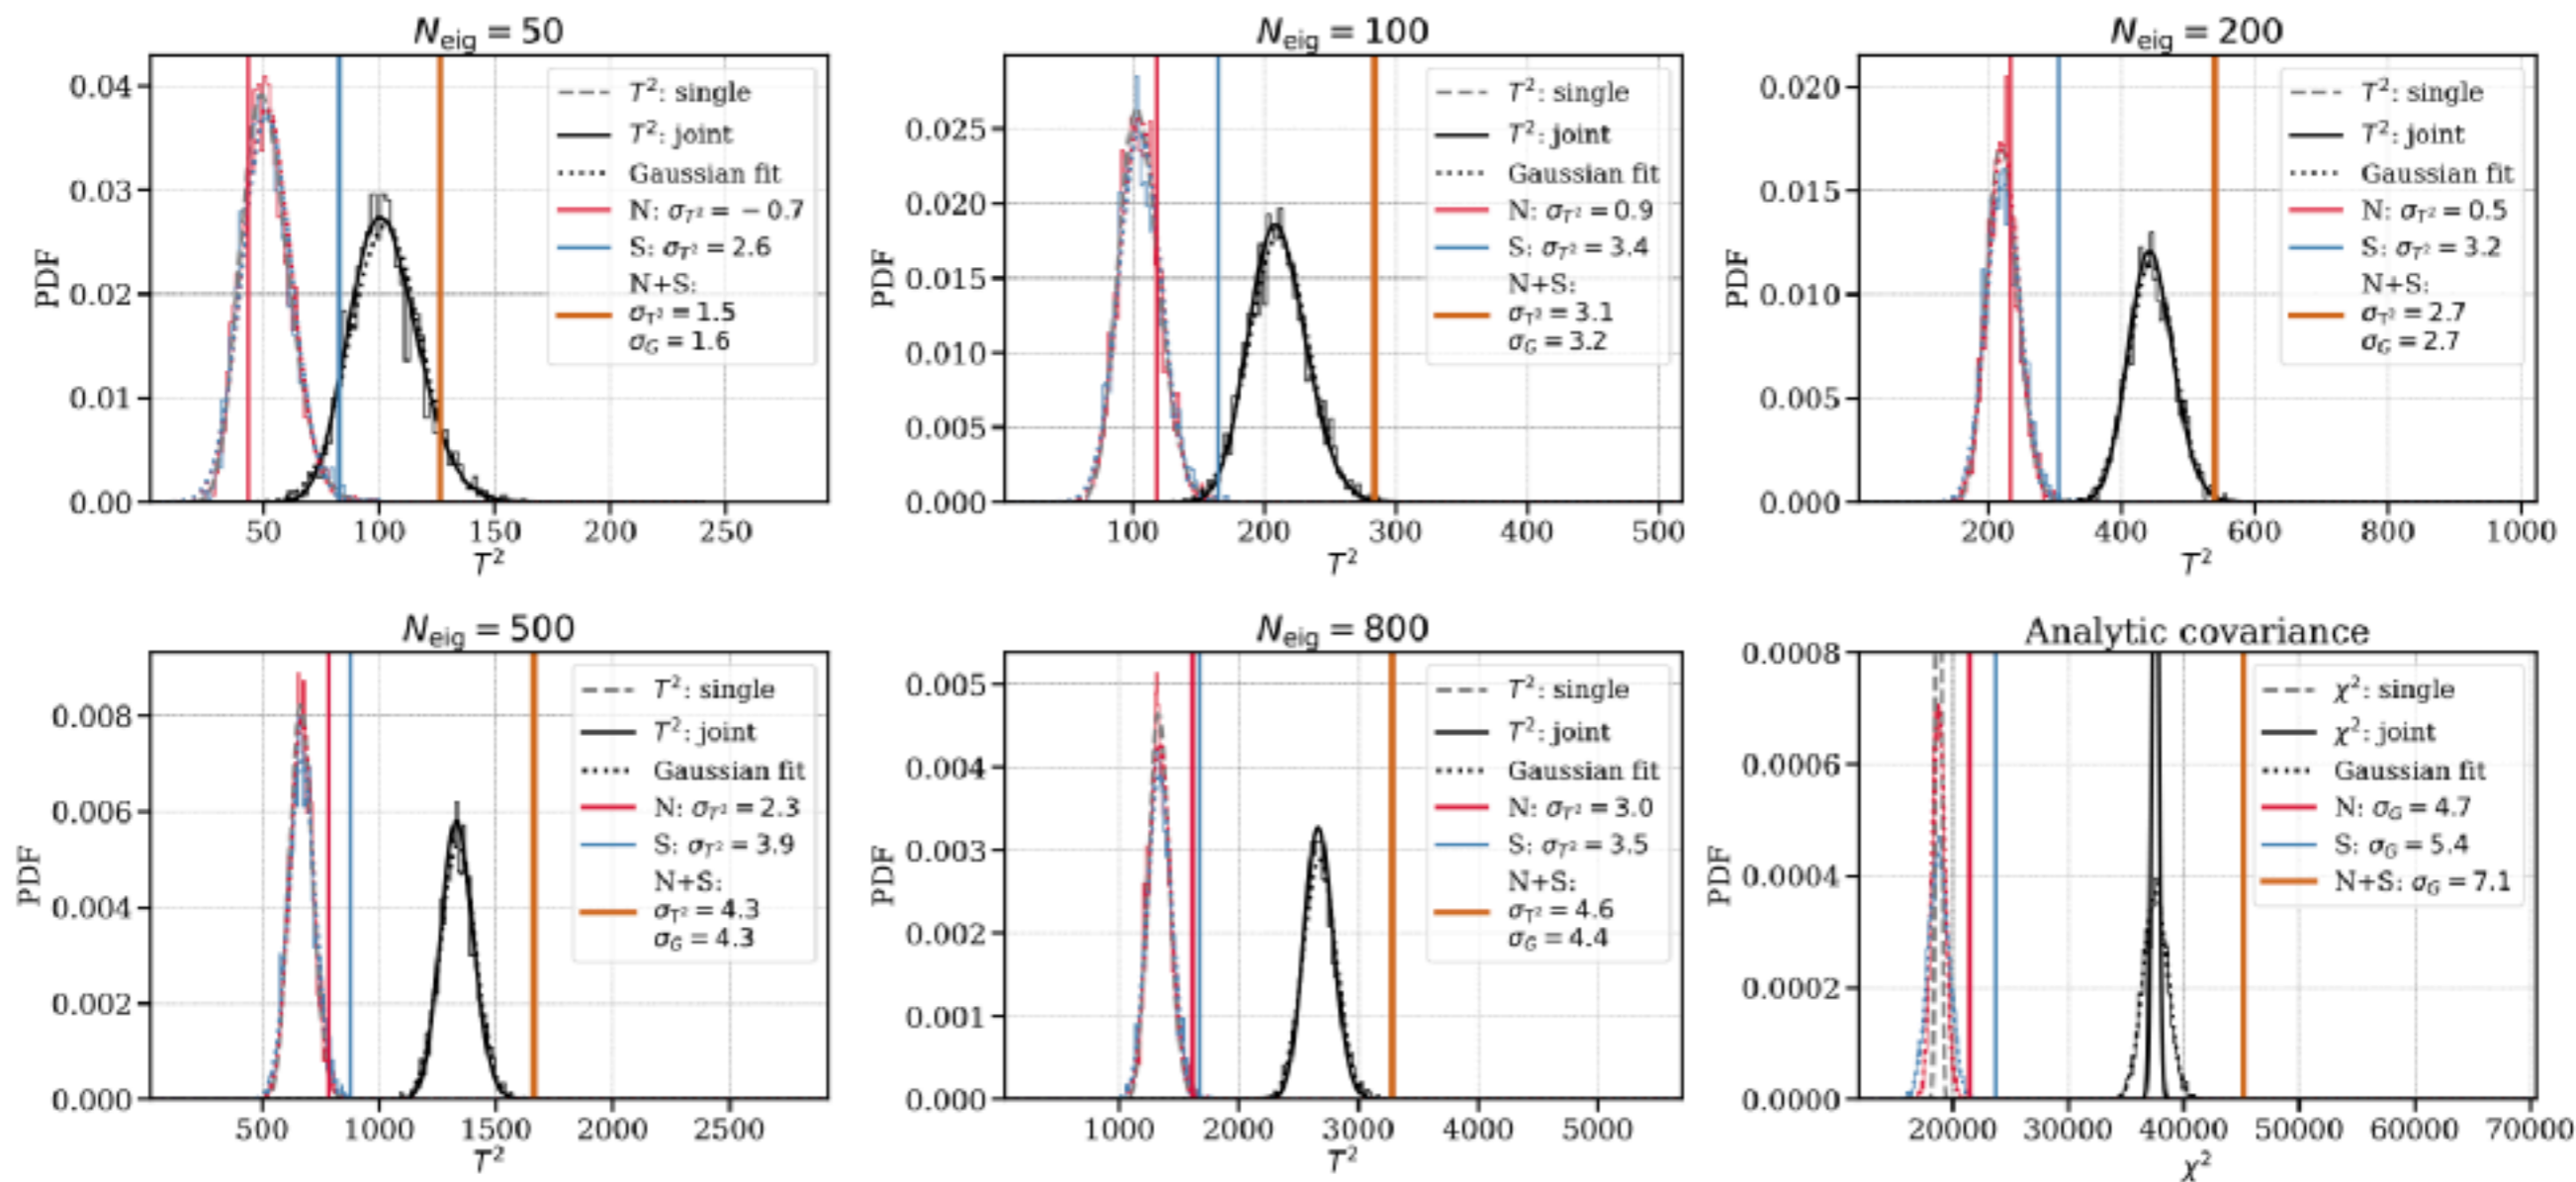 N_eig = 50
0.04
0.03
0.02
0.01
0.00
PDF
T²: single
T²: joint
Gaussian fit
N: σ_T² = −0.7
S: σ_T² = 2.6
N+S:
σ_T² = 1.5
σ_G = 1.6
50 100 150 200 250
T²
N_eig = 100
0.025
0.020
0.015
0.010
0.005
0.000
PDF
T²: single
T²: joint
Gaussian fit
N: σ_T² = 0.9
S: σ_T² = 3.4
N+S:
σ_T² = 3.1
σ_G = 3.2
100 200 300 400 500
T²
N_eig = 200
0.020
0.015
0.010
0.005
0.000
PDF
T²: single
T²: joint
Gaussian fit
N: σ_T² = 0.5
S: σ_T² = 3.2
N+S:
σ_T² = 2.7
σ_G = 2.7
200 400 600 800 1000
T²
N_eig = 500
0.008
0.006
0.004
0.002
0.000
PDF
T²: single
T²: joint
Gaussian fit
N: σ_T² = 2.3
S: σ_T² = 3.9
N+S:
σ_T² = 4.3
σ_G = 4.3
500 1000 1500 2000 2500
T²
N_eig = 800
0.005
0.004
0.003
0.002
0.001
0.000
PDF
T²: single
T²: joint
Gaussian fit
N: σ_T² = 3.0
S: σ_T² = 3.5
N+S:
σ_T² = 4.6
σ_G = 4.4
1000 2000 3000 4000 5000
T²
Analytic covariance
0.0008
0.0006
0.0004
0.0002
0.0000
PDF
χ²: single
χ²: joint
Gaussian fit
N: σ_G = 4.7
S: σ_G = 5.4
N+S: σ_G = 7.1
20000 30000 40000 50000 60000 70000
χ²